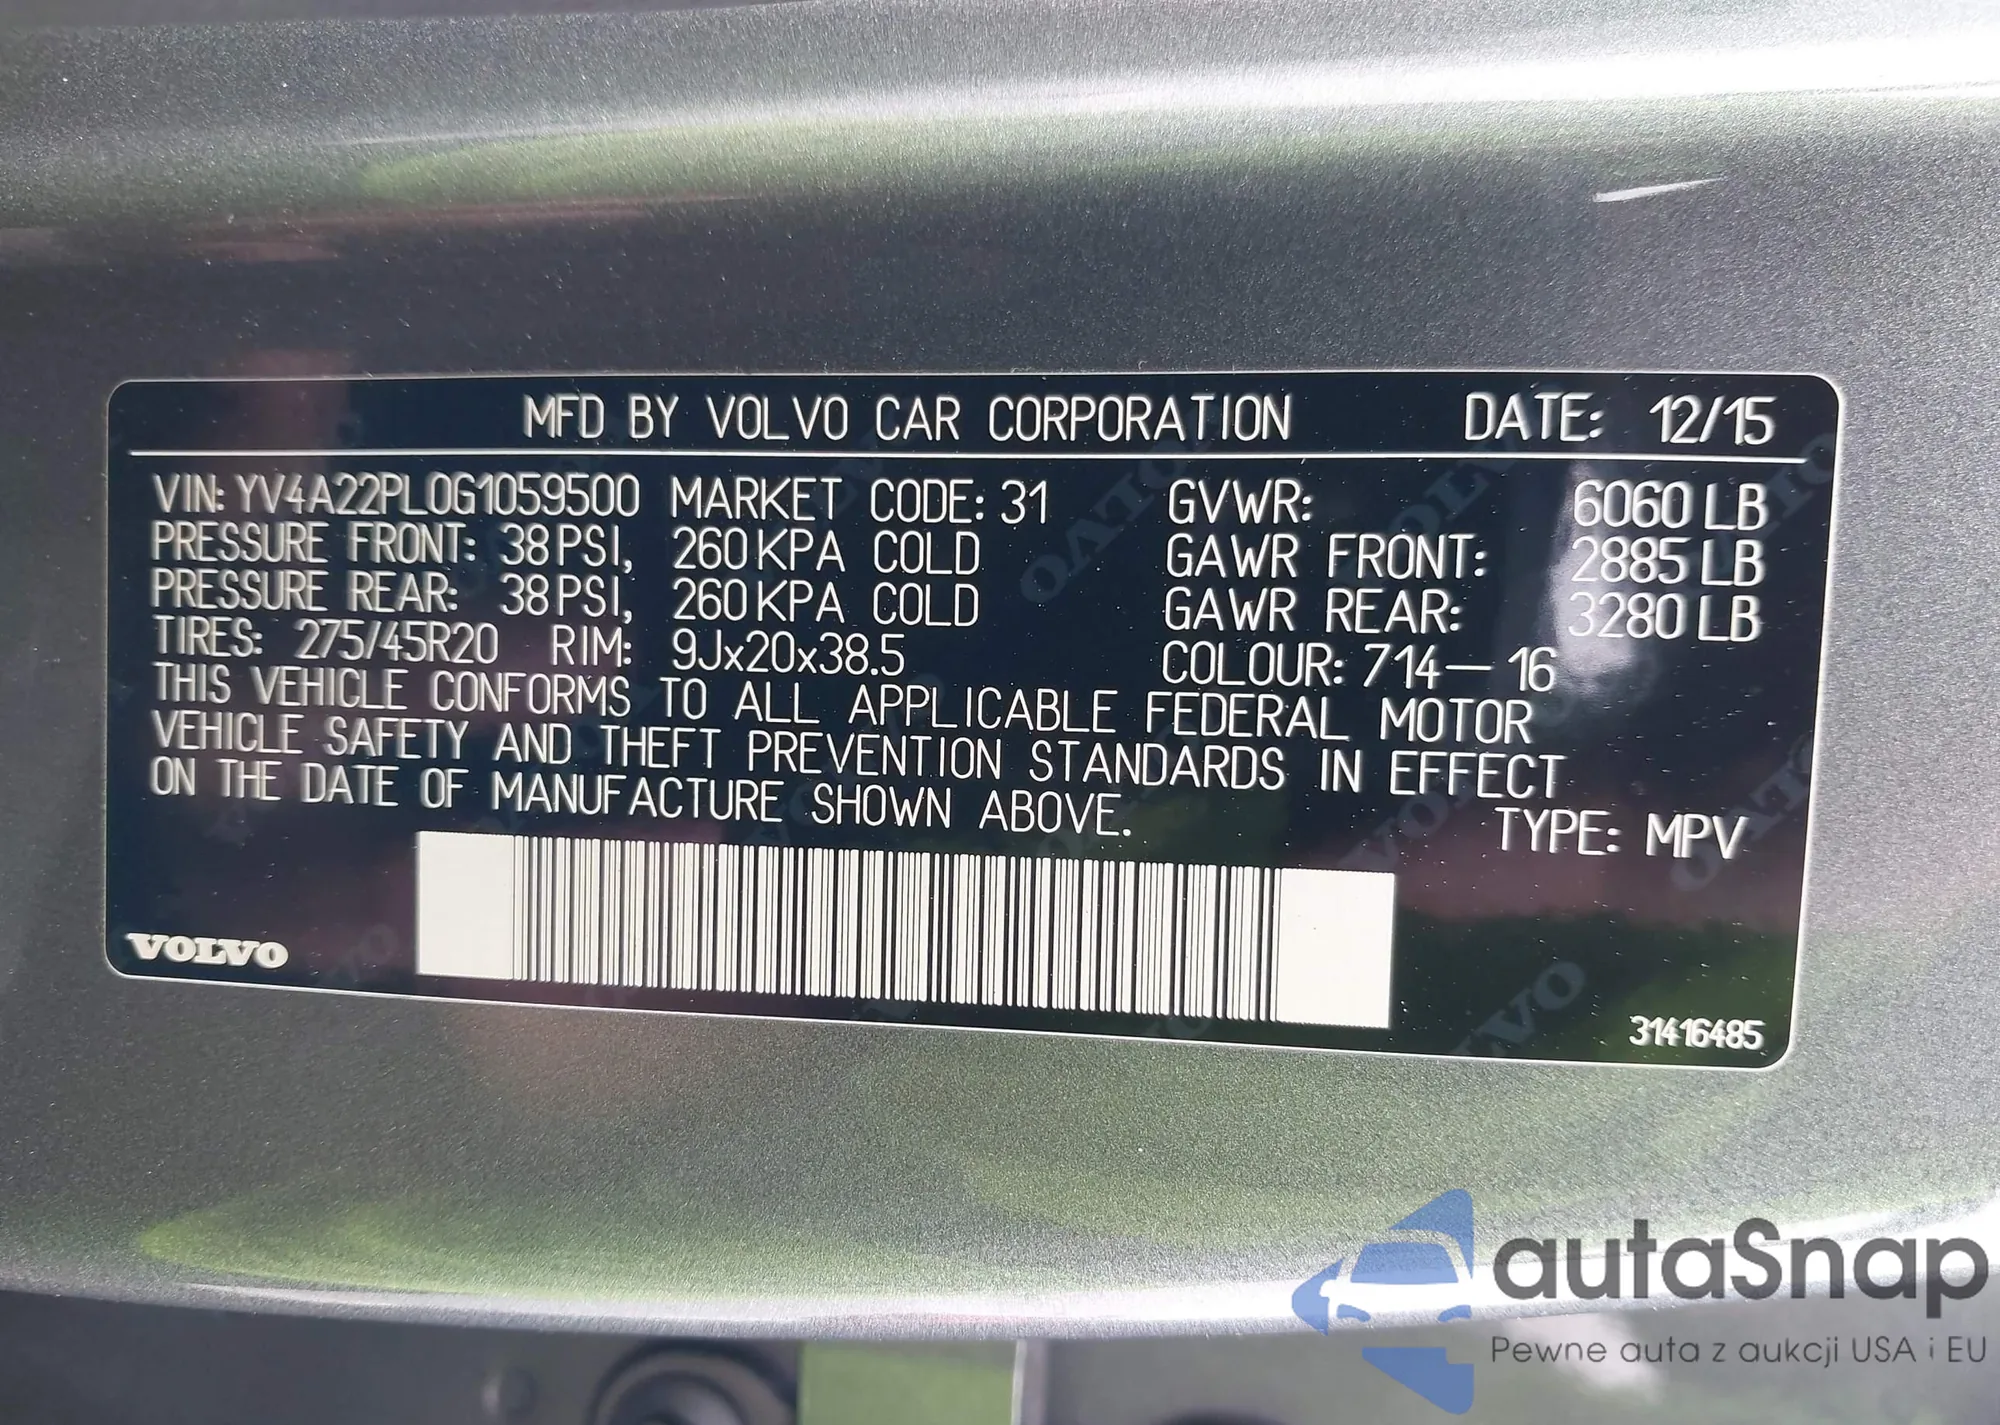 MFD BY VOLVO CAR CORPORATION DATE: 12/15
VIN: YV4A22PL0G1059500 MARKET CODE: 31 GVWR: 6060 LB
PRESSURE FRONT: 38 PSI, 260 KPA COLD GAWR FRONT: 2885 LB
PRESSURE REAR: 38 PSI, 260 KPA COLD GAWR REAR: 3280 LB
TIRES: 275/45R20 RIM: 9Jx20x38.5 COLOUR: 714-16
THIS VEHICLE CONFORMS TO ALL APPLICABLE FEDERAL MOTOR
VEHICLE SAFETY AND THEFT PREVENTION STANDARDS IN EFFECT
ON THE DATE OF MANUFACTURE SHOWN ABOVE.
TYPE: MPV
VOLVO
31416485
autaSnap
Pewne auta z aukcji USA i EU